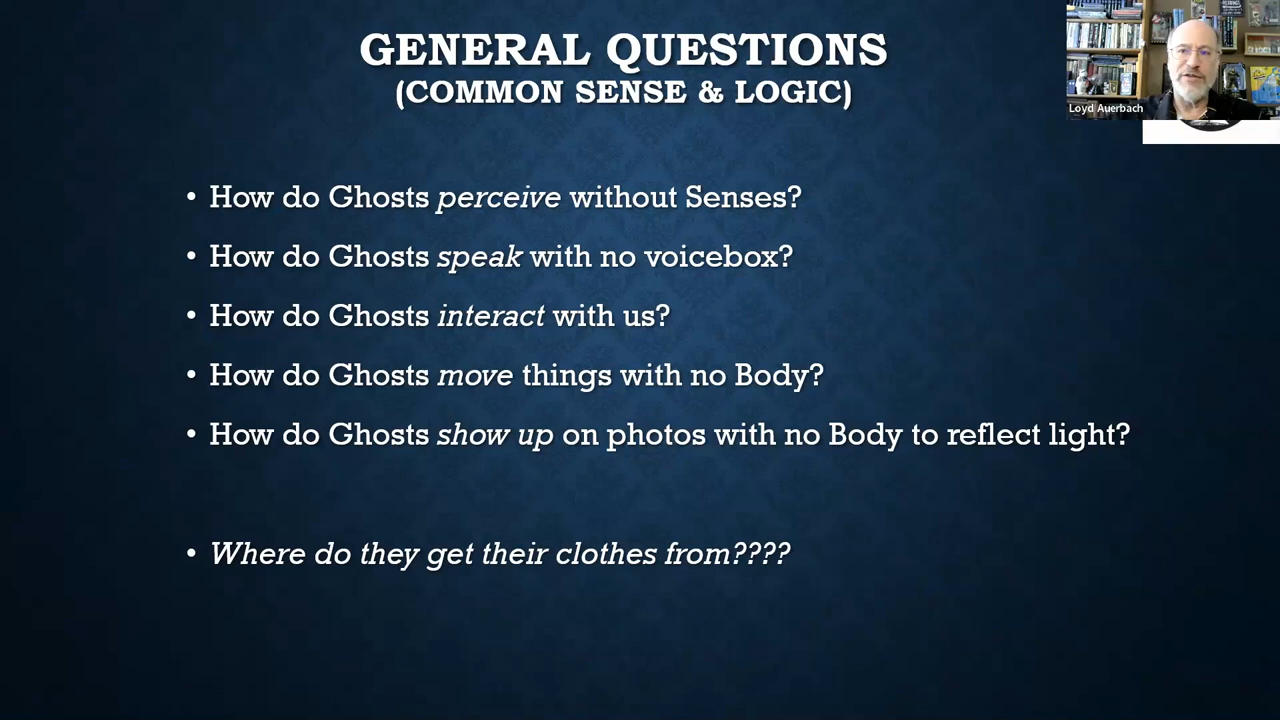 GENERAL QUESTIONS
(COMMON SENSE & LOGIC)
Loyd Auerbach
• How do Ghosts perceive without Senses?
• How do Ghosts speak with no voicebox?
• How do Ghosts interact with us?
• How do Ghosts move things with no Body?
• How do Ghosts show up on photos with no Body to reflect light?
• Where do they get their clothes from????